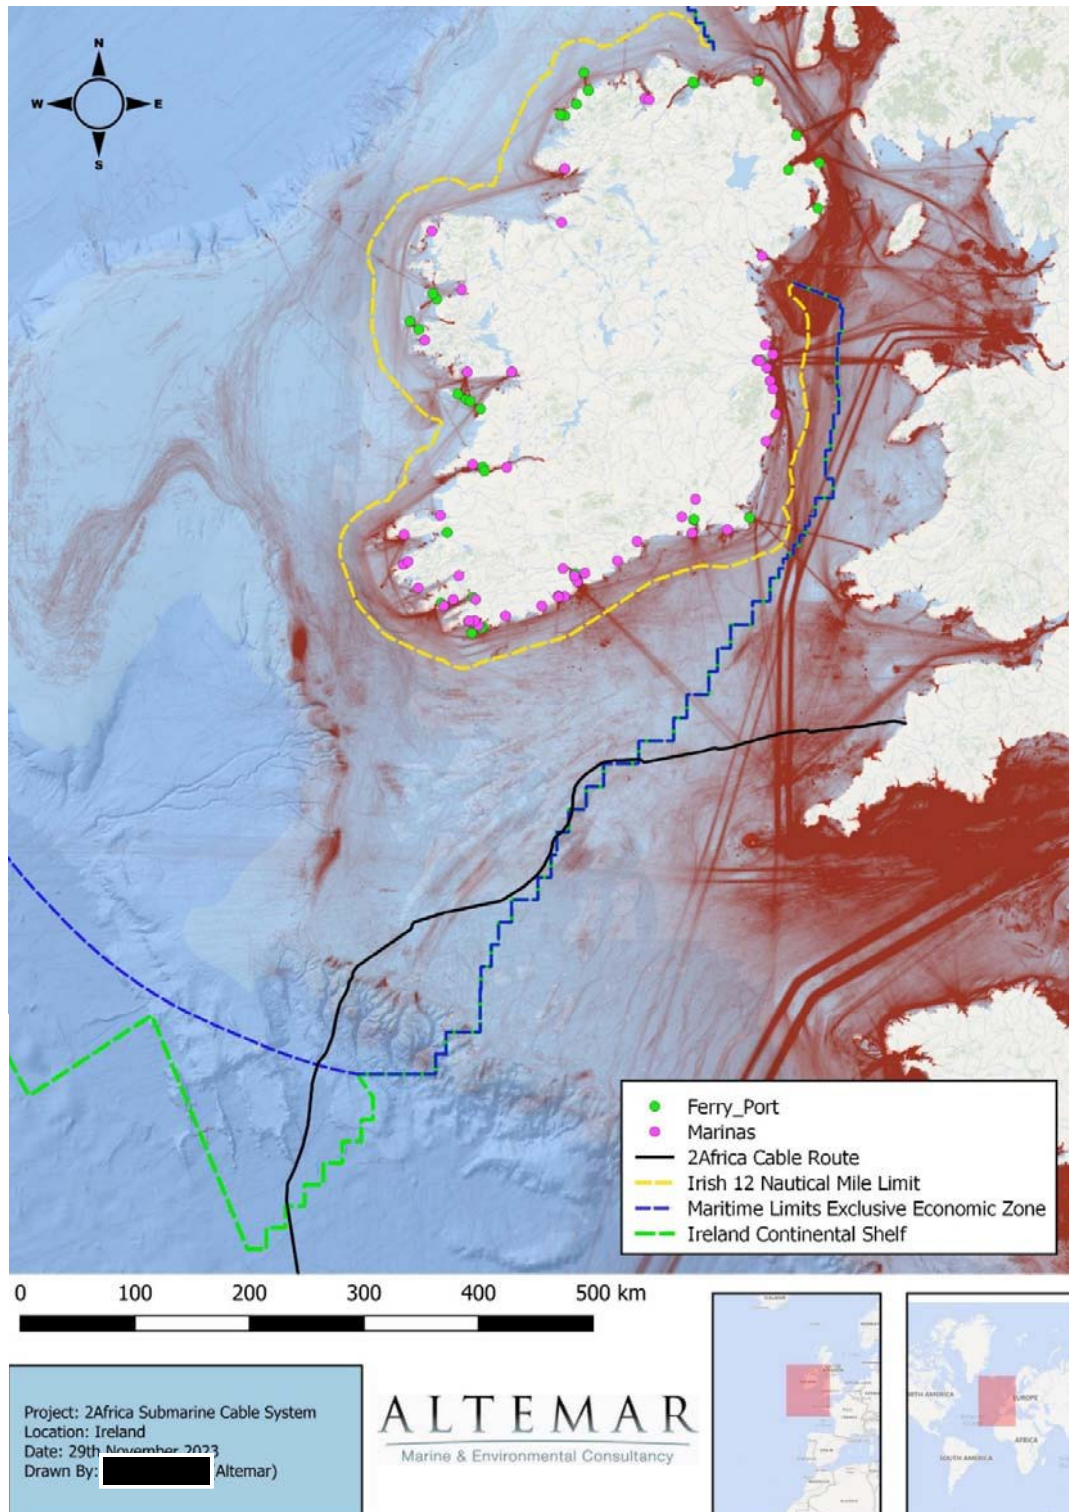 N
W
E
S
Ferry_Port
Marinas
2Africa Cable Route
Irish 12 Nautical Mile Limit
Maritime Limits Exclusive Economic Zone
Ireland Continental Shelf
0 100 200 300 400 500 km
Project: 2Africa Submarine Cable System
Location: Ireland
Date: 29th November 2023
Drawn By: Altemar)
ALTEMAR
Marine & Environmental Consultancy
EUROPE
AFRICA
SOUTH AMERICA